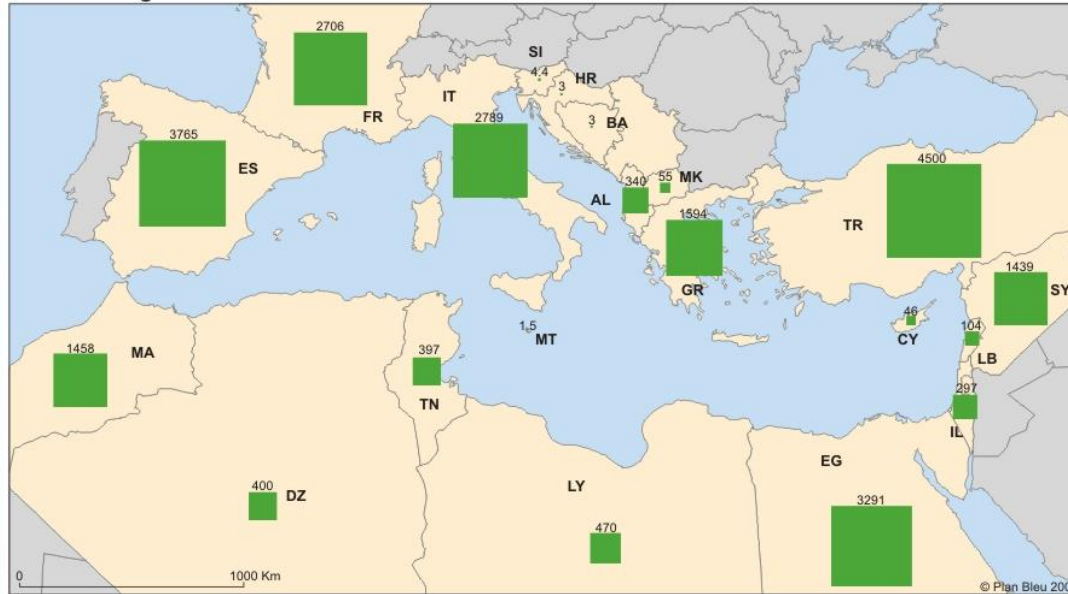 2706
SI
4.4
HR
3
IT
FR
2789
3
BA
3765
ES
4500
340
55
MK
AL
1594
TR
1439
GR
SY
46
1.5
MT
CY
104
LB
1458
MA
397
297
TN
IL
EG
400
DZ
LY
3291
470
0
1000 Km
© Plan Bleu